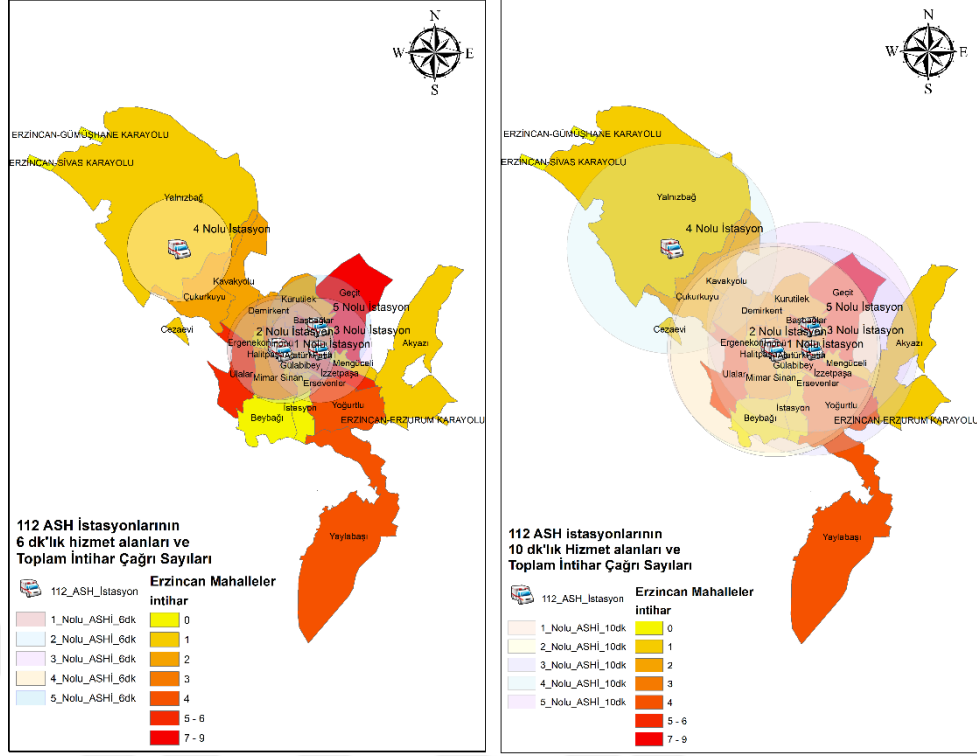 N
W E
S
ERZİNCAN-GÜMÜŞHANE KARAYOLU
ERZİNCAN-SİVAS KARAYOLU
Yalnızbağ
4 Nolu İstasyon
Kavakyolu
Çukurkuyu
Kurutilek
Geçit
Demirkent
5 Nolu İstasyon
Cezaevi
Başbağlar
2 Nolu İstasyon
3 Nolu İstasyon
1 Nolu İstasyon
Akyazı
Halitpaşa
Gülabibey
Mengüceli
Ulalar
Mimar Sinan
İzzetpaşa
Ersevenler
İstasyon
Yoğurtlu
Beybağı
ERZİNCAN-ERZURUM KARAYOLU
Yaylabaşı
112 ASH İstasyonlarının
6 dk'lık hizmet alanları ve
Toplam İntihar Çağrı Sayıları
112_ASH_İstasyon
1_Nolu_ASHİ_6dk
2_Nolu_ASHİ_6dk
3_Nolu_ASHİ_6dk
4_Nolu_ASHİ_6dk
5_Nolu_ASHİ_6dk
Erzincan Mahalleler
intihar
0
1
2
3
4
5 - 6
7 - 9
N
W E
S
ERZİNCAN-GÜMÜŞHANE KARAYOLU
ERZİNCAN-SİVAS KARAYOLU
Yalnızbağ
4 Nolu İstasyon
Kavakyolu
Çukurkuyu
Kurutilek
Geçit
Demirkent
5 Nolu İstasyon
Cezaevi
Başbağlar
2 Nolu İstasyon
3 Nolu İstasyon
1 Nolu İstasyon
Akyazı
Halitpaşa
Gülabibey
Mengüceli
Ulalar
Mimar Sinan
İzzetpaşa
Ersevenler
İstasyon
Yoğurtlu
Beybağı
ERZİNCAN-ERZURUM KARAYOLU
Yaylabaşı
112 ASH istasyonlarının
10 dk'lık Hizmet alanları ve
Toplam İntihar Çağrı Sayıları
112_ASH_İstasyon
1_Nolu_ASHİ_10dk
2_Nolu_ASHİ_10dk
3_Nolu_ASHİ_10dk
4_Nolu_ASHİ_10dk
5_Nolu_ASHİ_10dk
Erzincan Mahalleler
intihar
0
1
2
3
4
5 - 6
7 - 9